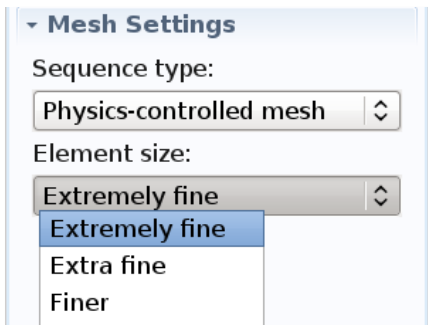 Mesh Settings
Sequence type:
Physics-controlled mesh
Element size:
Extremely fine
Extremely fine
Extra fine
Finer